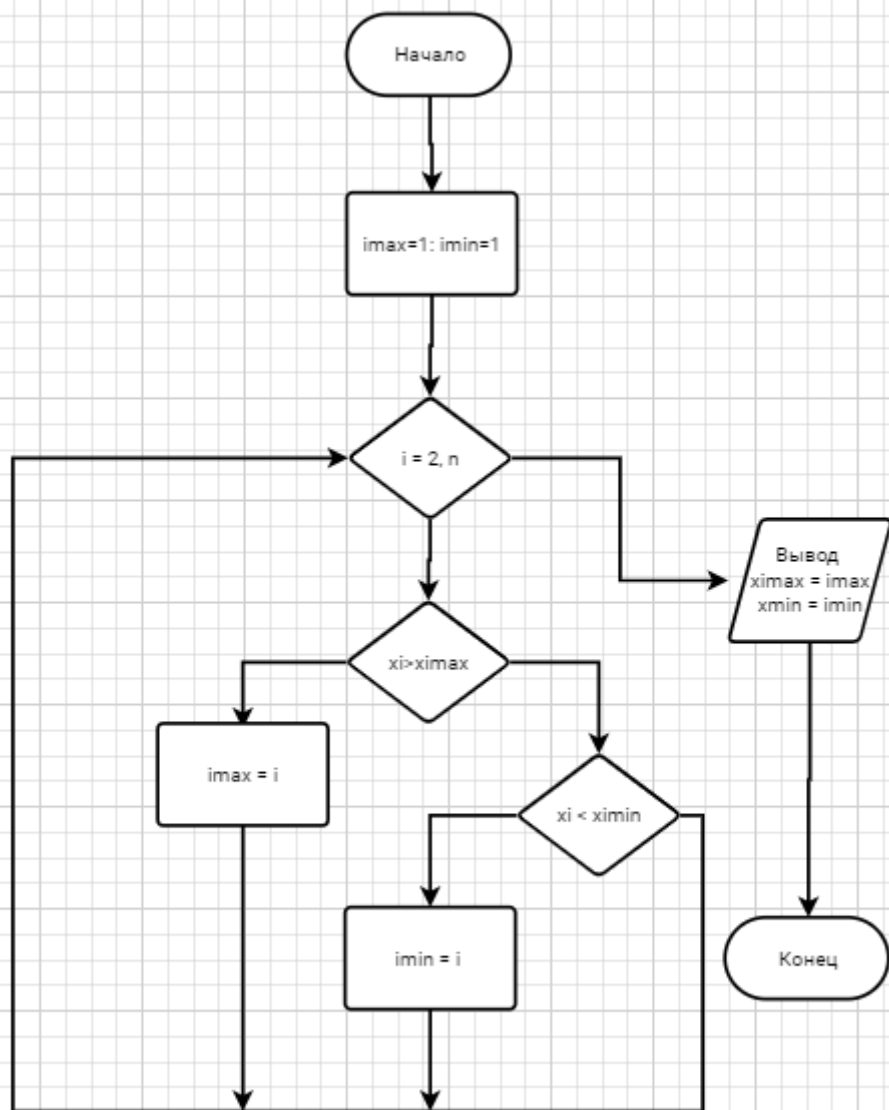 Начало
imax=1: imin=1
i = 2, n
Вывод
ximax = imax
xmin = imin
xi>ximax
imax = i
xi < ximin
imin = i
Конец